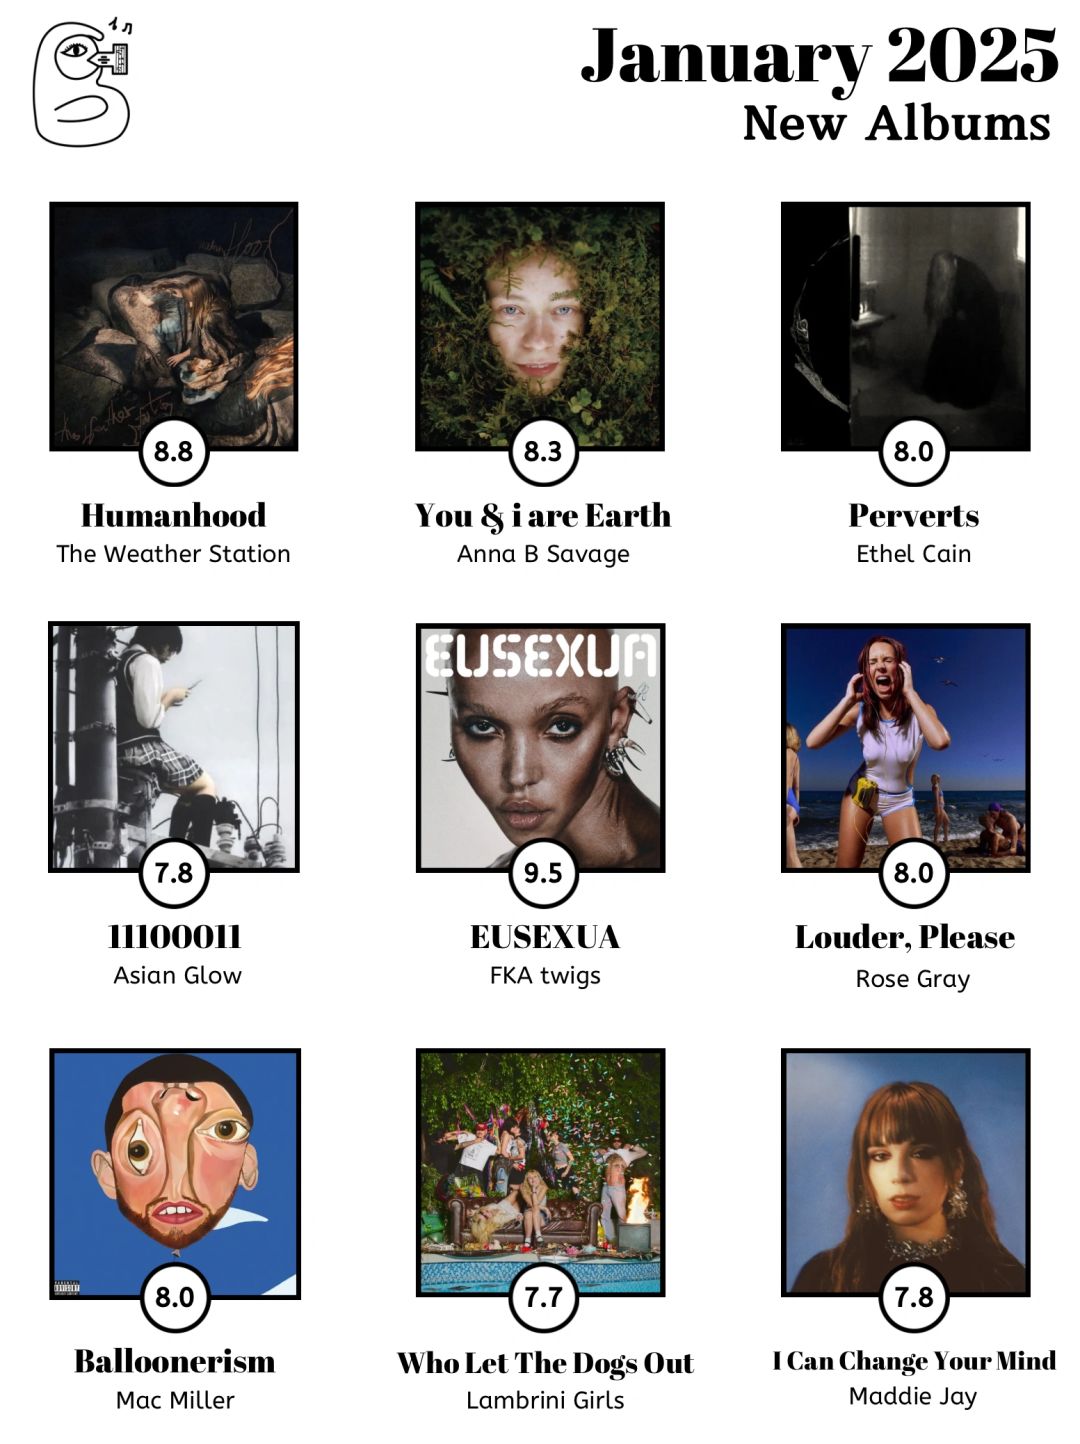 January 2025
New Albums
8.8
8.3
8.0
Humanhood
You & i are Earth
Perverts
The Weather Station
Anna B Savage
Ethel Cain
EUSEXUA
7.8
9.5
8.0
11100011
EUSEXUA
Louder, Please
Asian Glow
FKA twigs
Rose Gray
8.0
7.7
7.8
Balloonerism
Who Let The Dogs Out
I Can Change Your Mind
Mac Miller
Lambrini Girls
Maddie Jay